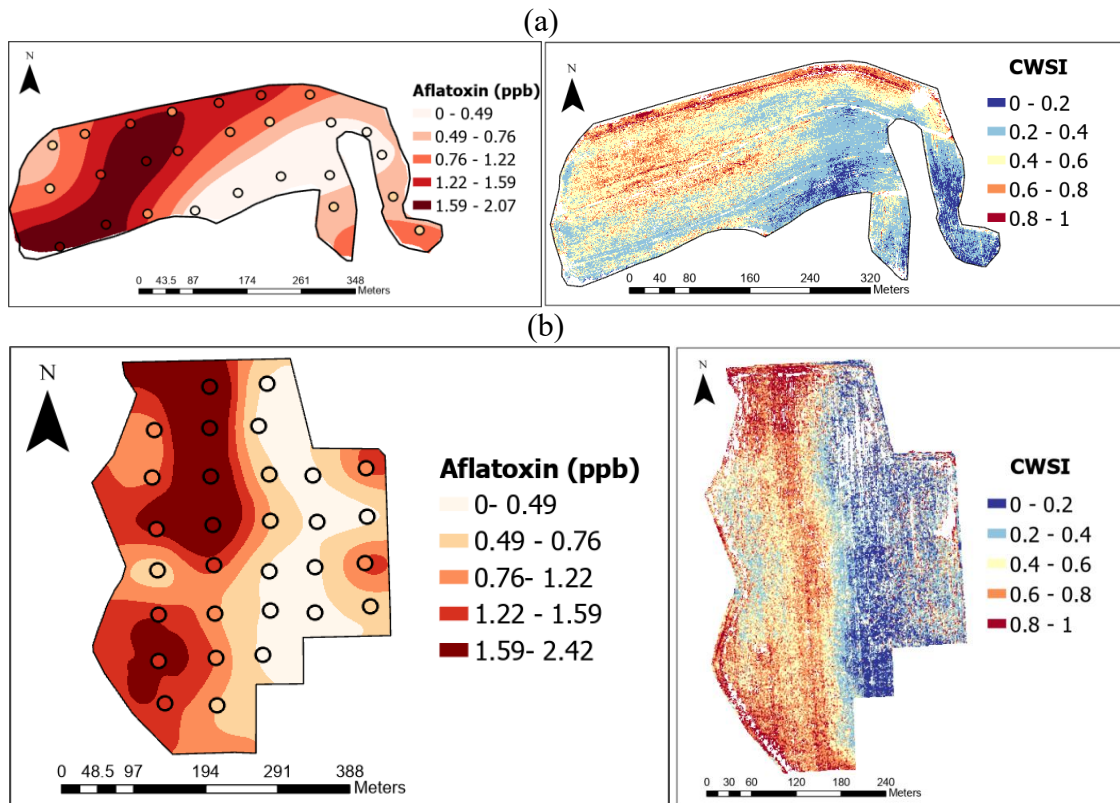 (a)
N
Aflatoxin (ppb)
0 - 0.49
0.49 - 0.76
0.76 - 1.22
1.22 - 1.59
1.59 - 2.07
0 43.5 87 174 261 348
Meters
N
CWSI
0 - 0.2
0.2 - 0.4
0.4 - 0.6
0.6 - 0.8
0.8 - 1
0 20 40 80 160 240 320
Meters
(b)
N
Aflatoxin (ppb)
0- 0.49
0.49 - 0.76
0.76- 1.22
1.22 - 1.59
1.59- 2.42
0 48.5 97 194 291 388
Meters
N
CWSI
0 - 0.2
0.2 - 0.4
0.4 - 0.6
0.6 - 0.8
0.8 - 1
0 30 60 120 180 240
Meters